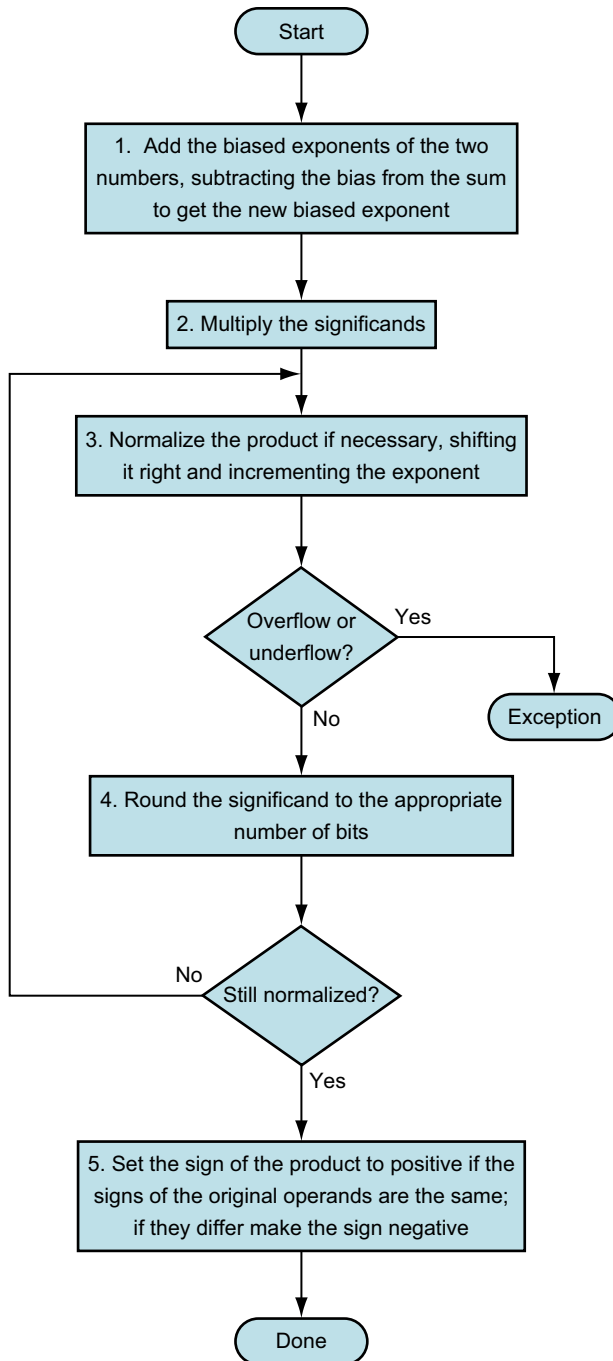 Start
1. Add the biased exponents of the two
numbers, subtracting the bias from the sum
to get the new biased exponent
2. Multiply the significands
3. Normalize the product if necessary, shifting
it right and incrementing the exponent
Overflow or
underflow?
Yes
No
Exception
4. Round the significand to the appropriate
number of bits
No
Still normalized?
Yes
5. Set the sign of the product to positive if the
signs of the original operands are the same;
if they differ make the sign negative
Done